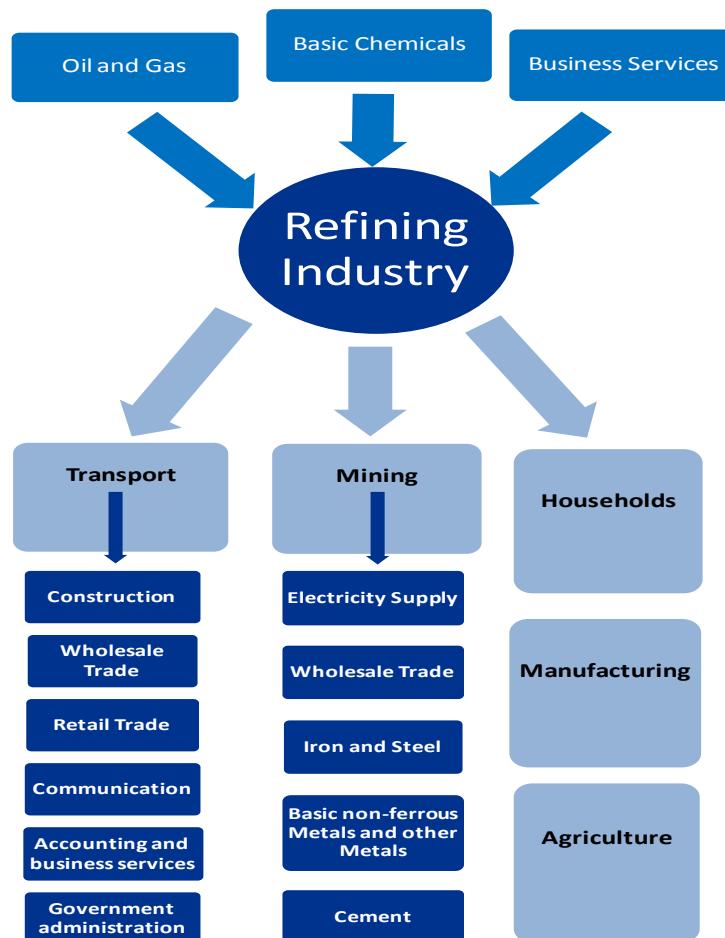 Oil and Gas
Basic Chemicals
Business Services
Refining
Industry
Transport
Mining
Households
Construction
Wholesale
Trade
Retail Trade
Communication
Accounting and
business services
Government
administration
Electricity Supply
Wholesale Trade
Iron and Steel
Basic non-ferrous
Metals and other
Metals
Cement
Manufacturing
Agriculture